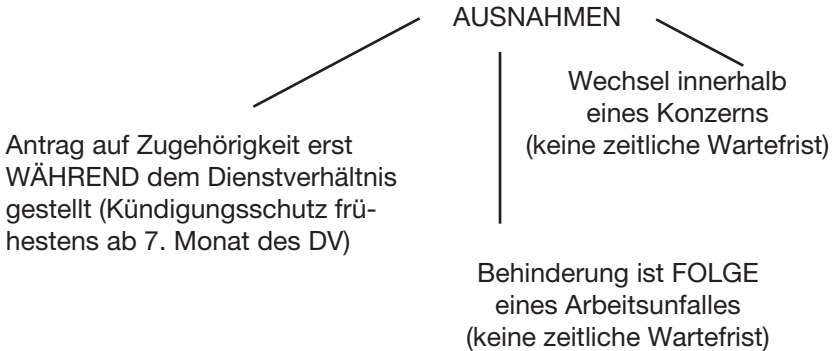 AUSNAHMEN
Antrag auf Zugehörigkeit erst
WÄHREND dem Dienstverhältnis
gestellt (Kündigungsschutz frü-
hestens ab 7. Monat des DV)
Behinderung ist FOLGE
eines Arbeitsunfalles
(keine zeitliche Wartefrist)
Wechsel innerhalb
eines Konzerns
(keine zeitliche Wartefrist)